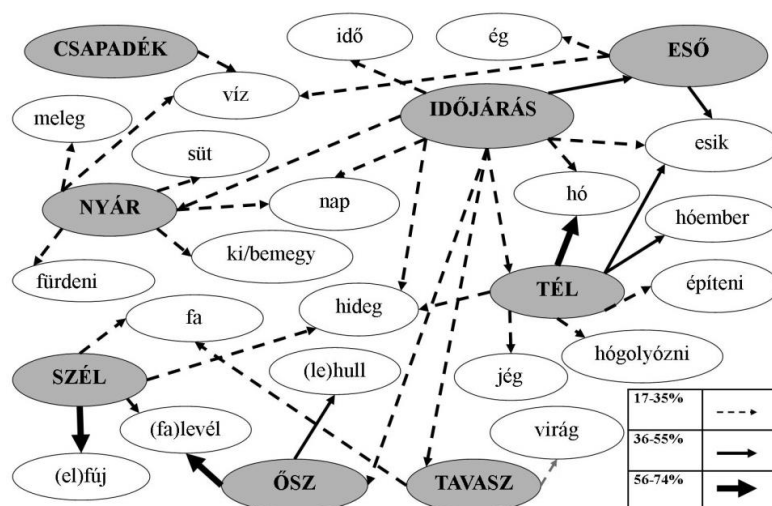 CSAPADÉK
idő
ég
ESŐ
víz
IDŐJÁRÁS
meleg
süt
esik
NYÁR
nap
hó
hóember
ki/bemegy
fürdeni
hideg
TÉL
építeni
fa
SZÉL
(le)hull
jég
hógolyózni
(fa)levél
virág
(el)fúj
ŐSZ
TAVASZ
17-35%
36-55%
56-74%